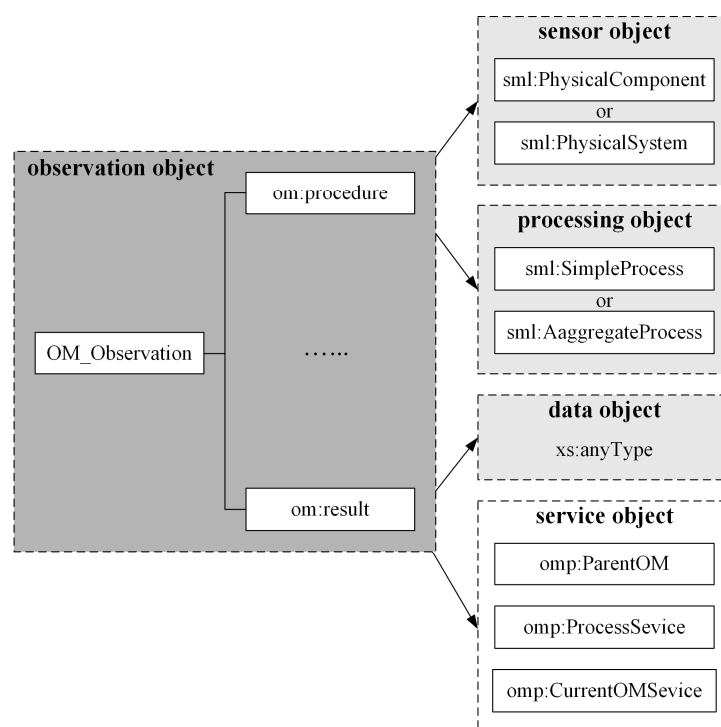 sensor object
sml:PhysicalComponent
or
sml:PhysicalSystem
observation object
om:procedure
OM_Observation
…...
om:result
processing object
sml:SimpleProcess
or
sml:AaggregateProcess
data object
xs:anyType
service object
omp:ParentOM
omp:ProcessSevice
omp:CurrentOMSevice